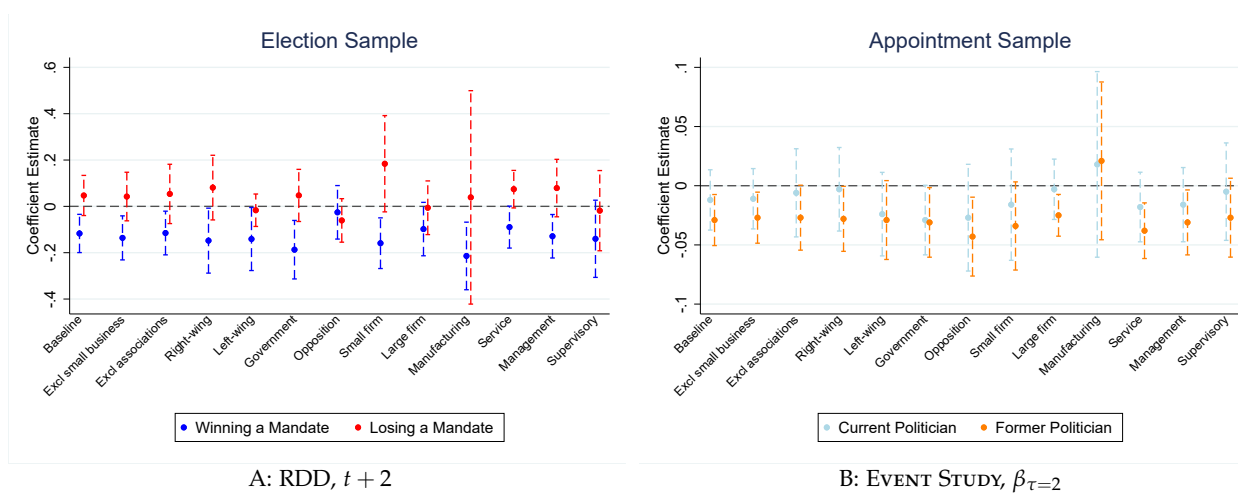 Election Sample
Coefficient Estimate
.6
.4
.2
0
-.2
-.4
Baseline
Excl small business
Excl associations
Right-wing
Left-wing
Government
Opposition
Small firm
Large firm
Manufacturing
Service
Management
Supervisory
Winning a Mandate
Losing a Mandate
A: RDD, t + 2
Appointment Sample
Coefficient Estimate
.1
.05
0
-.05
-.1
Baseline
Excl small business
Excl associations
Right-wing
Left-wing
Government
Opposition
Small firm
Large firm
Manufacturing
Service
Management
Supervisory
Current Politician
Former Politician
B: Event Study, βτ=2